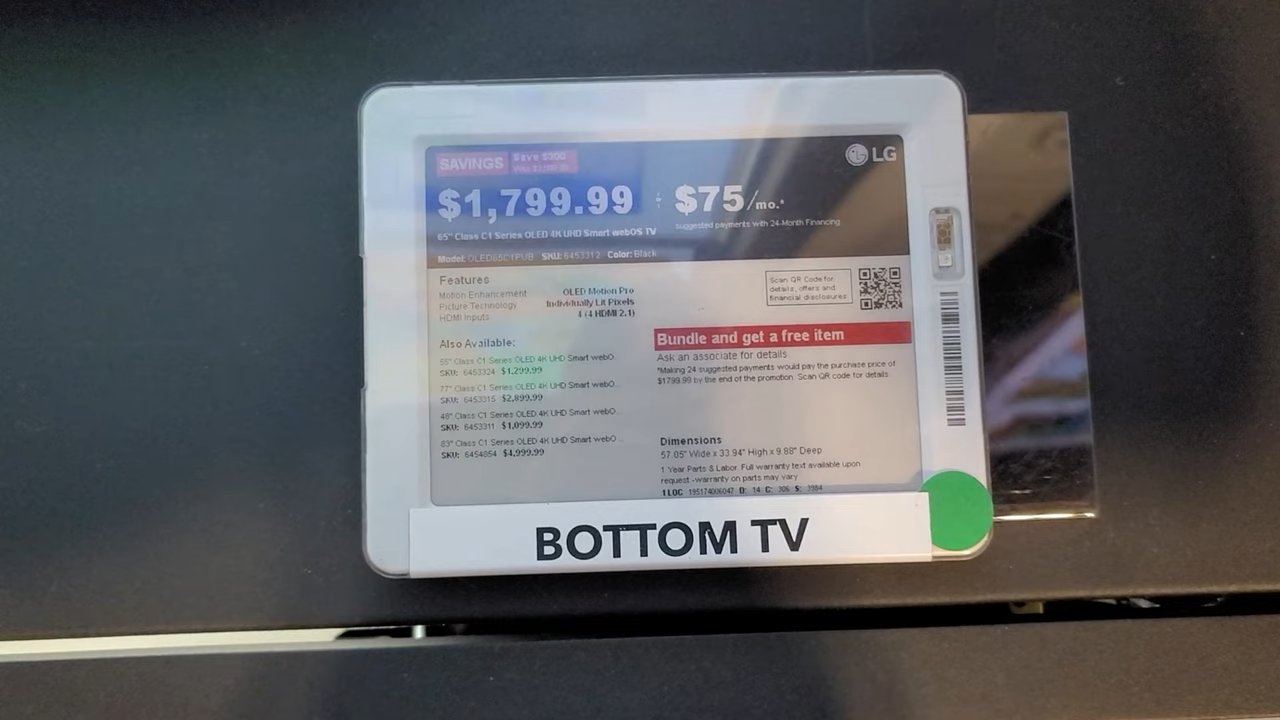 SAVINGS
Save $300
LG
$1,799.99
or
$75/mo.*
suggested payments with 24-Month Financing
65" Class C1 Series OLED 4K UHD Smart webOS TV
Model: OLED65C1PUB SKU: 6453312 Color: Black
Features
Motion Enhancement OLED Motion Pro
Picture Technology Individually Lit Pixels
HDMI Inputs 4 (4 HDMI 2.1)
Scan QR Code for
details, offers and
financial disclosures
Also Available:
55" Class C1 Series OLED 4K UHD Smart webO...
SKU: 6453324 $1,299.99
77" Class C1 Series OLED 4K UHD Smart webO...
SKU: 6453315 $2,899.99
48" Class C1 Series OLED 4K UHD Smart webO...
SKU: 6453311 $1,099.99
83" Class C1 Series OLED 4K UHD Smart webO...
SKU: 6454854 $4,999.99
Bundle and get a free item
Ask an associate for details.
*Making 24 suggested payments would pay the purchase price of
$1799.99 by the end of the promotion. Scan QR code for details
Dimensions
57.05" Wide x 33.94" High x 9.88" Deep
1 Year Parts & Labor. Full warranty text available upon
request -warranty on parts may vary
1 LOC 195174006047 D: 14 C: 306 S: 3984
BOTTOM TV